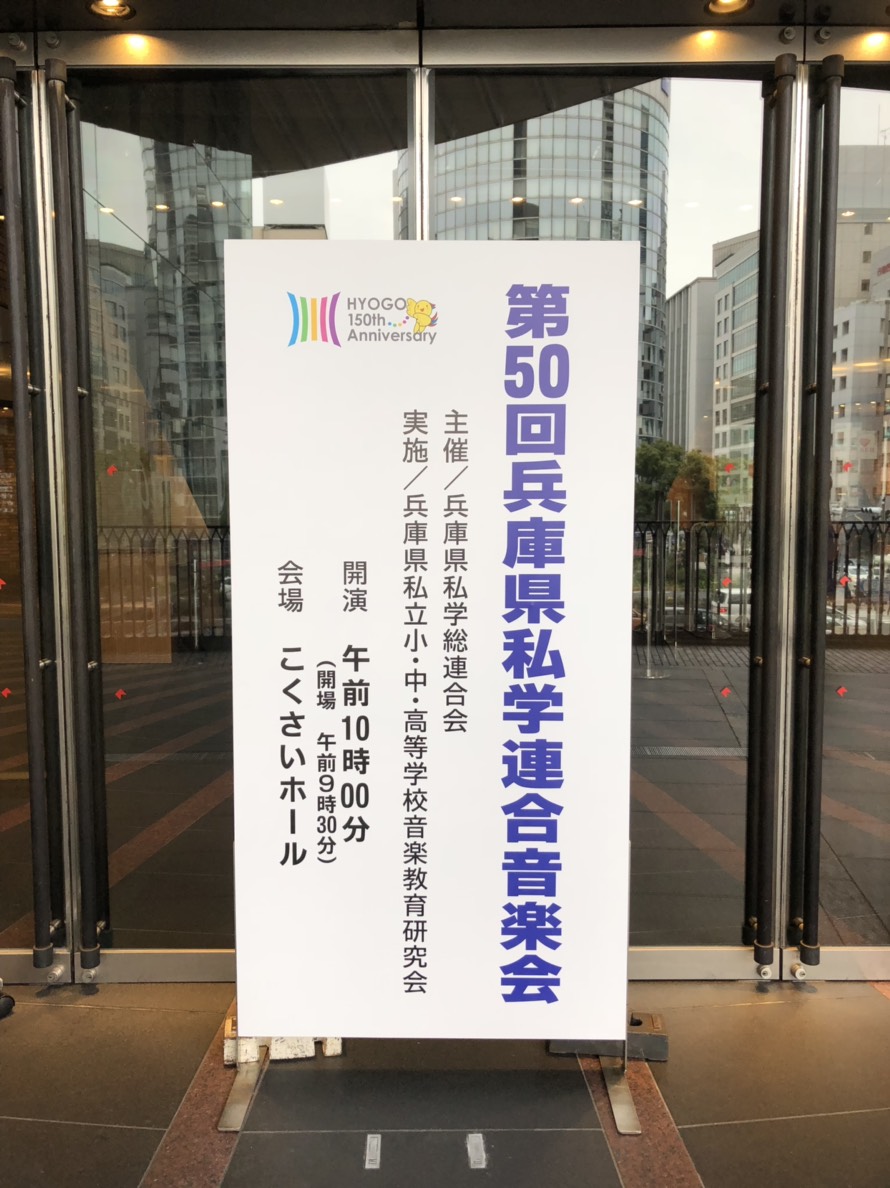 第50回兵庫県私学連合音楽会
主催／兵庫県私学総連合会
実施／兵庫県私立小・中・高等学校音楽教育研究会
HYOGO
150th
Anniversary
開演 午前10時00分
（開場 午前9時30分）
会場 こくさいホール